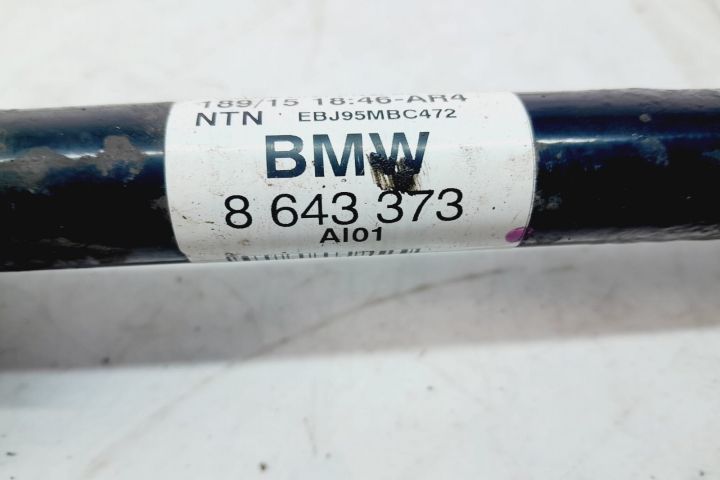 189/15 18:46-AR4
NTN EBJ95MBC472
BMW
8 643 373
AI01